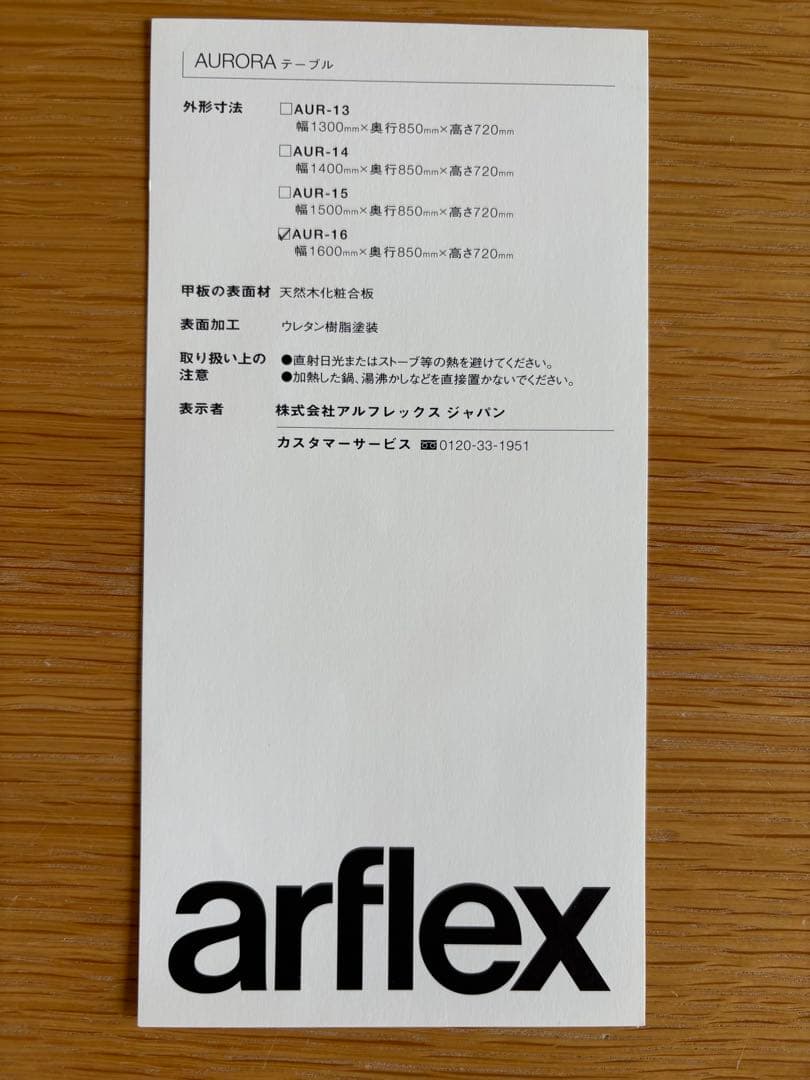 AURORA テーブル
外形寸法 □AUR-13
幅1300mm×奥行850mm×高さ720mm
□AUR-14
幅1400mm×奥行850mm×高さ720mm
□AUR-15
幅1500mm×奥行850mm×高さ720mm
☑AUR-16
幅1600mm×奥行850mm×高さ720mm
甲板の表面材 天然木化粧合板
表面加工 ウレタン樹脂塗装
取り扱い上の ●直射日光またはストーブ等の熱を避けてください。
注意 ●加熱した鍋、湯沸かしなどを直接置かないでください。
表示者 株式会社アルフレックス ジャパン
カスタマーサービス 0120-33-1951
arflex